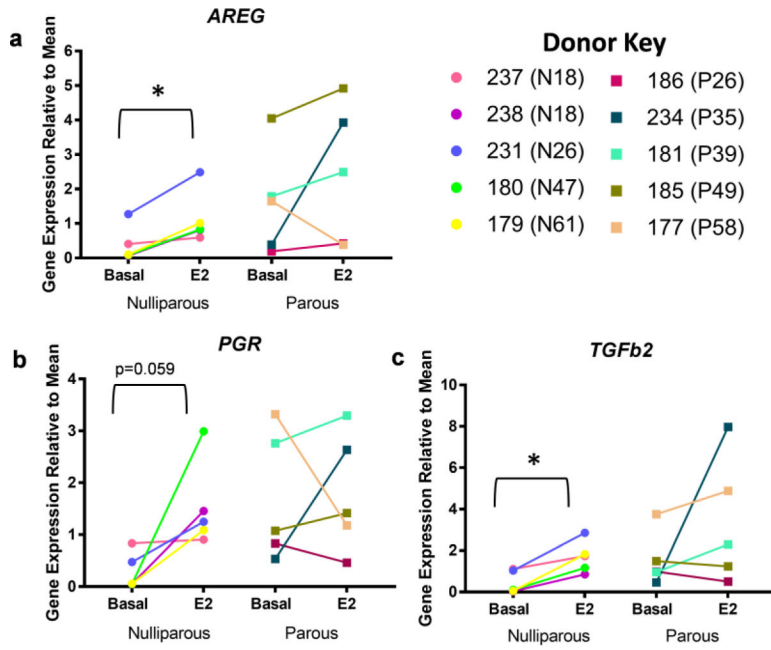 a
AREG
Gene Expression Relative to Mean
6
5
4
3
2
1
0
*
Basal E2 Basal E2
Nulliparous Parous
Donor Key
237 (N18) 186 (P26)
238 (N18) 234 (P35)
231 (N26) 181 (P39)
180 (N47) 185 (P49)
179 (N61) 177 (P58)
b
PGR
Gene Expression Relative to Mean
4
3
2
1
0
p=0.059
Basal E2 Basal E2
Nulliparous Parous
c
TGFb2
Gene Expression Relative to Mean
10
8
6
4
2
0
*
Basal E2 Basal E2
Nulliparous Parous